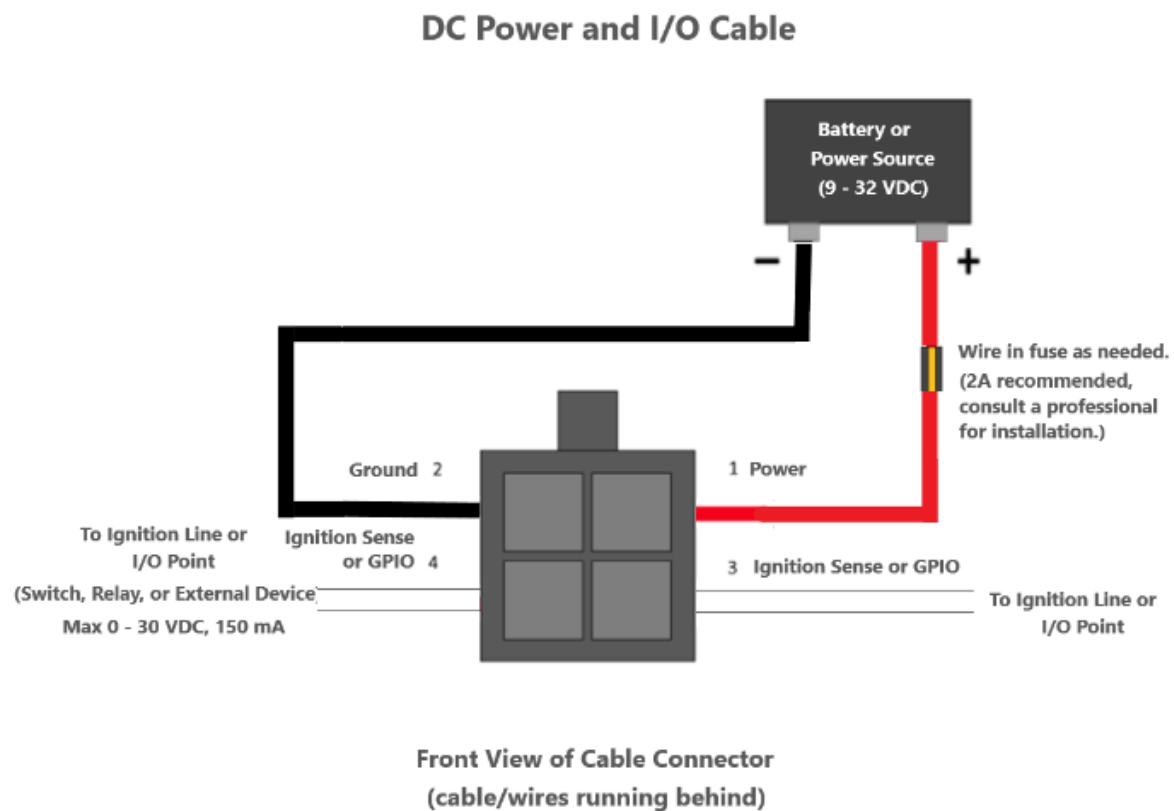 DC Power and I/O Cable
Battery or
Power Source
(9 - 32 VDC)
− +
Wire in fuse as needed.
(2A recommended,
consult a professional
for installation.)
Ground 2
1 Power
To Ignition Line or
I/O Point
(Switch, Relay, or External Device)
Max 0 - 30 VDC, 150 mA
Ignition Sense
or GPIO 4
3 Ignition Sense or GPIO
To Ignition Line or
I/O Point
Front View of Cable Connector
(cable/wires running behind)